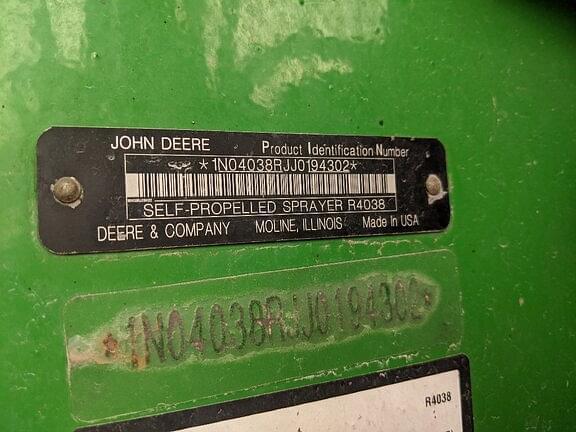 JOHN DEERE Product Identification Number
*1N04038RJJ0194302*
SELF-PROPELLED SPRAYER R4038
DEERE & COMPANY MOLINE, ILLINOIS Made In USA
*1N04038RJJ0194302*
R4038